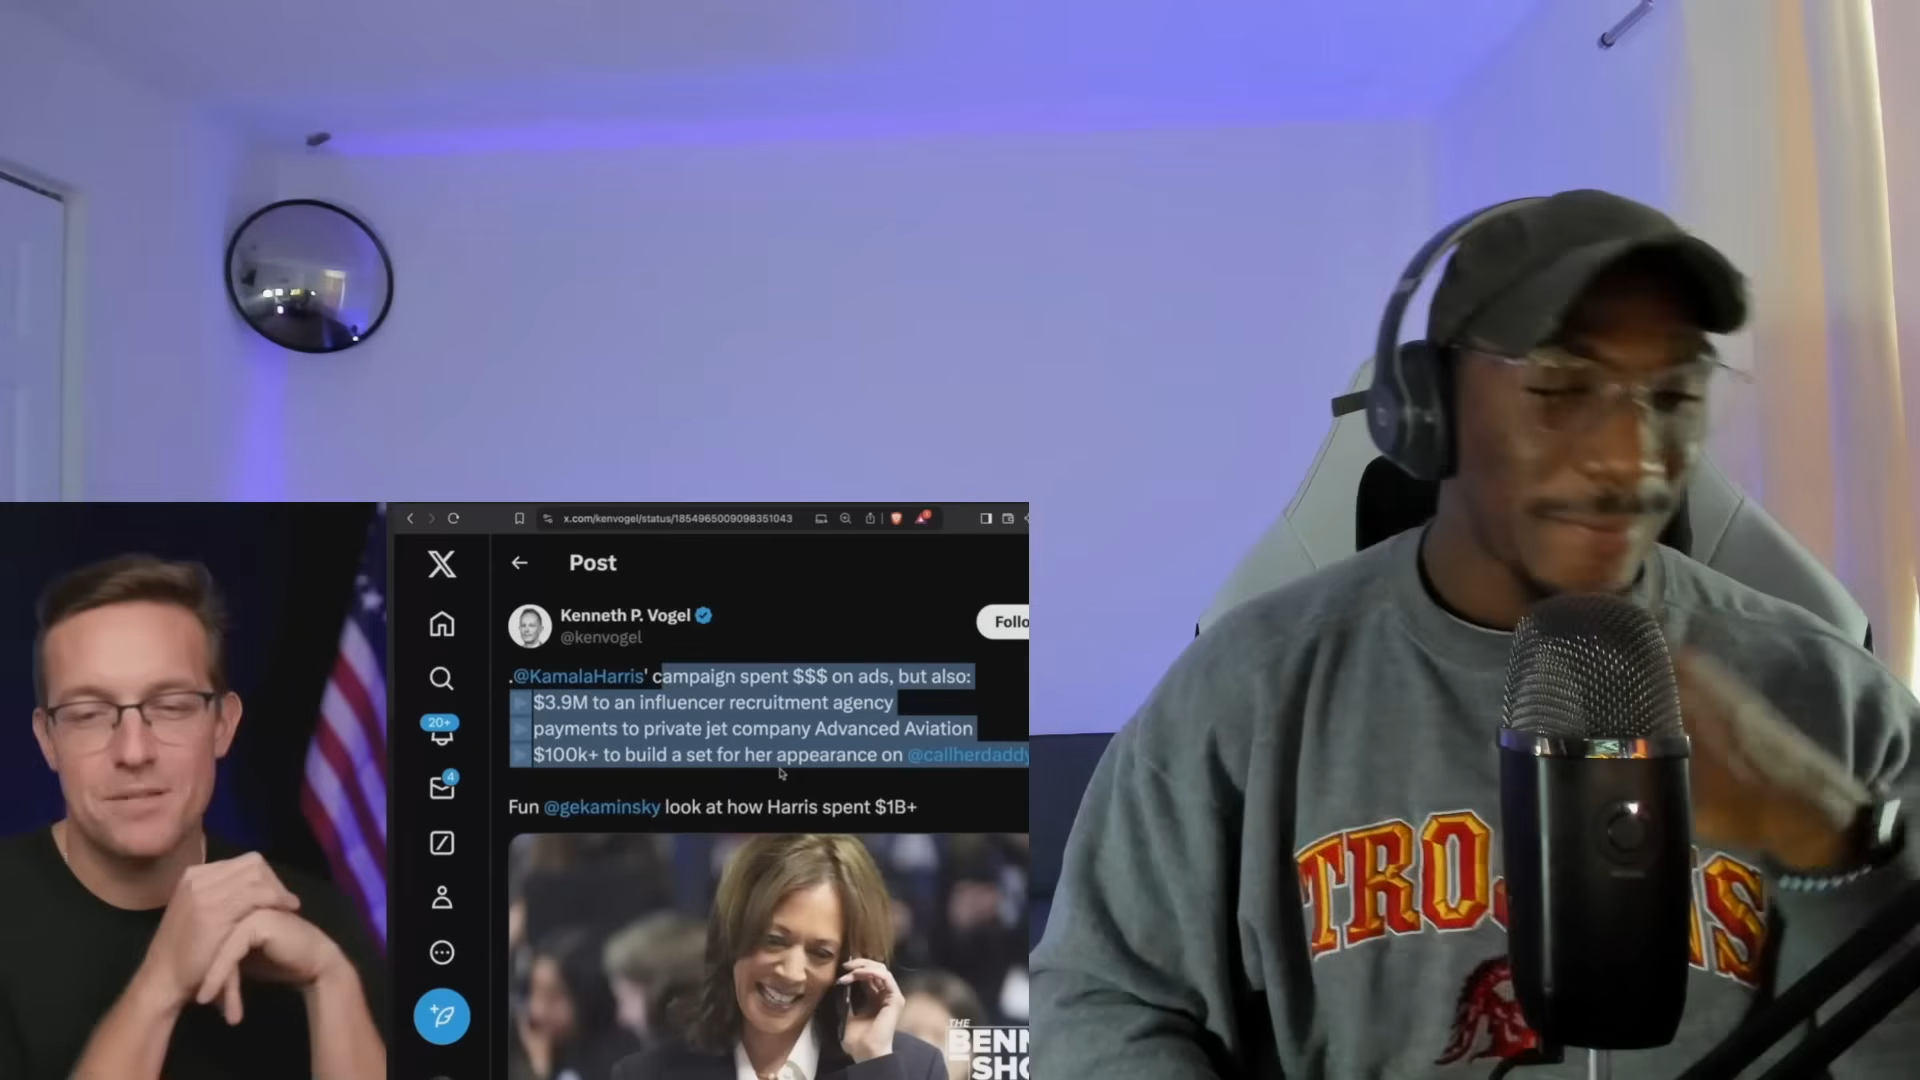 x.com/kenvogel/status/1854965009098351043
Post
Kenneth P. Vogel
@kenvogel
Follo
.@KamalaHarris' campaign spent $$$ on ads, but also:
$3.9M to an influencer recruitment agency
payments to private jet company Advanced Aviation
$100k+ to build a set for her appearance on @callherdaddy
Fun @gekaminsky look at how Harris spent $1B+
20+
4
THE
BENN
SHO
TRO
NS